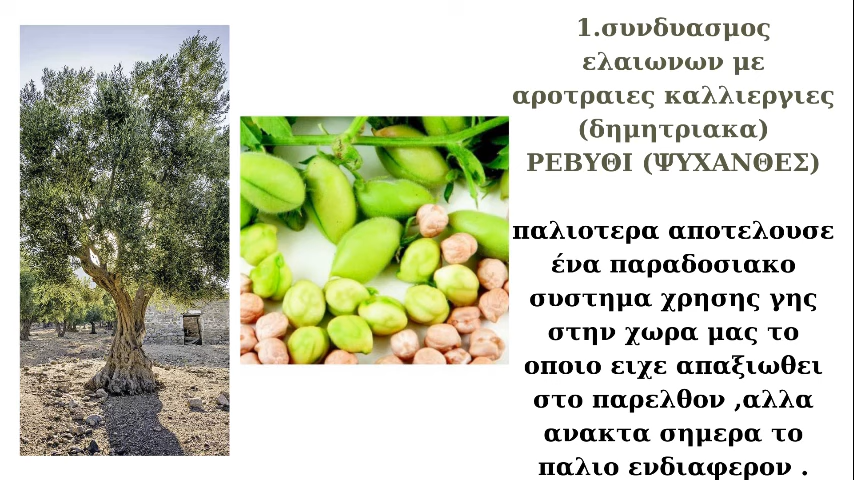 1.συνδυασμος
ελαιωνων με
αροτραιες καλλιεργιες
(δημητριακα)
ΡΕΒΥΘΙ (ΨΥΧΑΝΘΕΣ)
παλιοτερα αποτελουσε
ένα παραδοσιακο
συστημα χρησης γης
στην χωρα μας το
οποιο ειχε απαξιωθει
στο παρελθον ,αλλα
ανακτα σημερα το
παλιο ενδιαφερον .